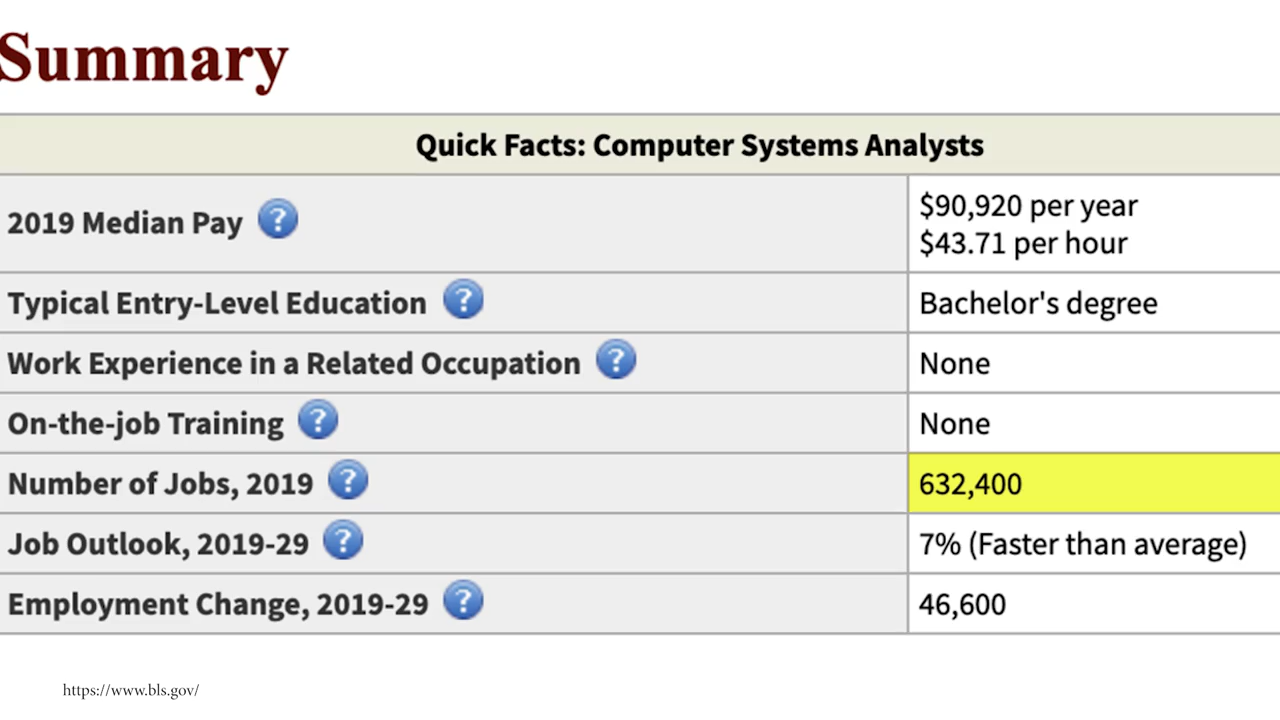 Summary
Quick Facts: Computer Systems Analysts
2019 Median Pay ? $90,920 per year
$43.71 per hour
Typical Entry-Level Education ? Bachelor's degree
Work Experience in a Related Occupation ? None
On-the-job Training ? None
Number of Jobs, 2019 ? 632,400
Job Outlook, 2019-29 ? 7% (Faster than average)
Employment Change, 2019-29 ? 46,600
https://www.bls.gov/